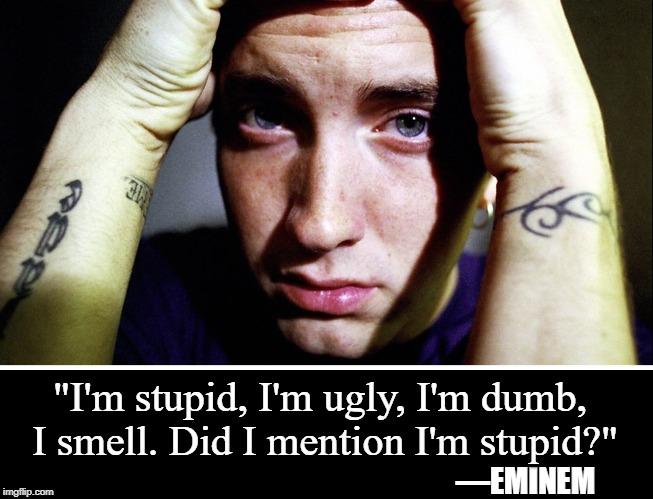 "I'm stupid, I'm ugly, I'm dumb,
I smell. Did I mention I'm stupid?"
—EMINEM
imgflip.com